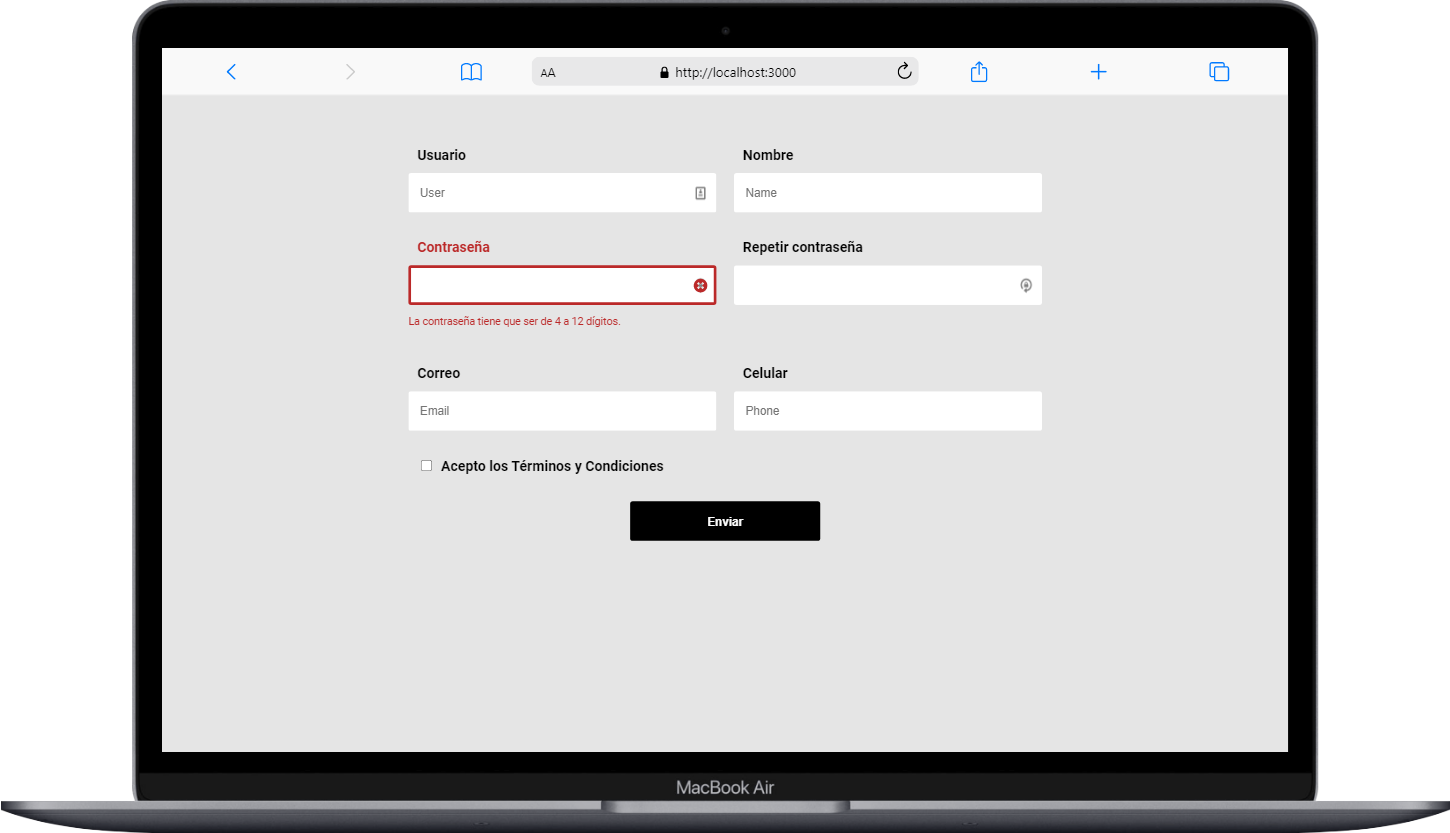 AA
http://localhost:3000
Usuario
Nombre
User
Name
Contraseña
Repetir contraseña
La contraseña tiene que ser de 4 a 12 dígitos.
Correo
Celular
Email
Phone
Acepto los Términos y Condiciones
Enviar
MacBook Air